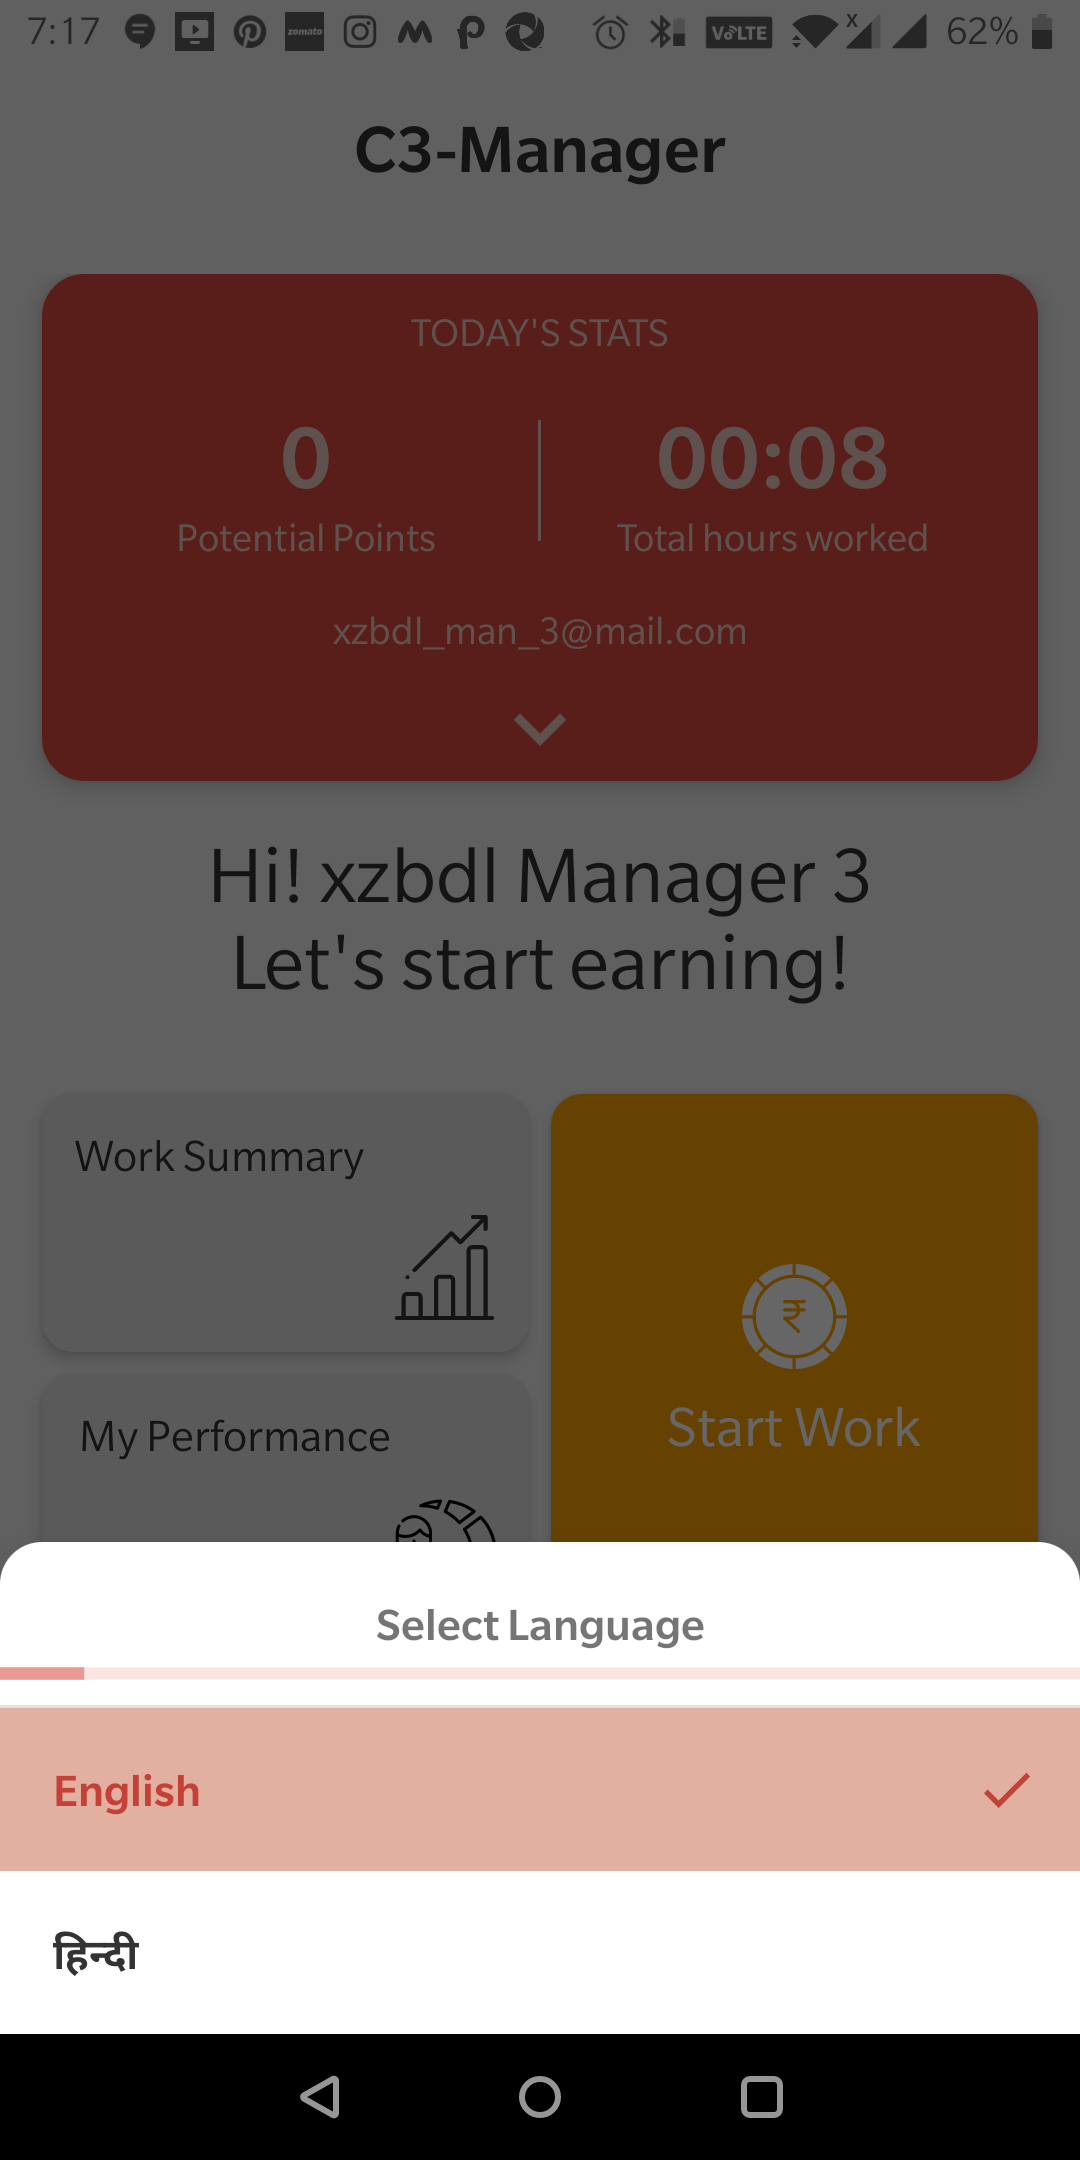 7:17 zomato VoLTE x 62%
C3-Manager
TODAY'S STATS
0 00:08
Potential Points Total hours worked
xzbdl_man_3@mail.com
Hi! xzbdl Manager 3
Let's start earning!
Work Summary
₹
Start Work
My Performance
Select Language
English
हिन्दी